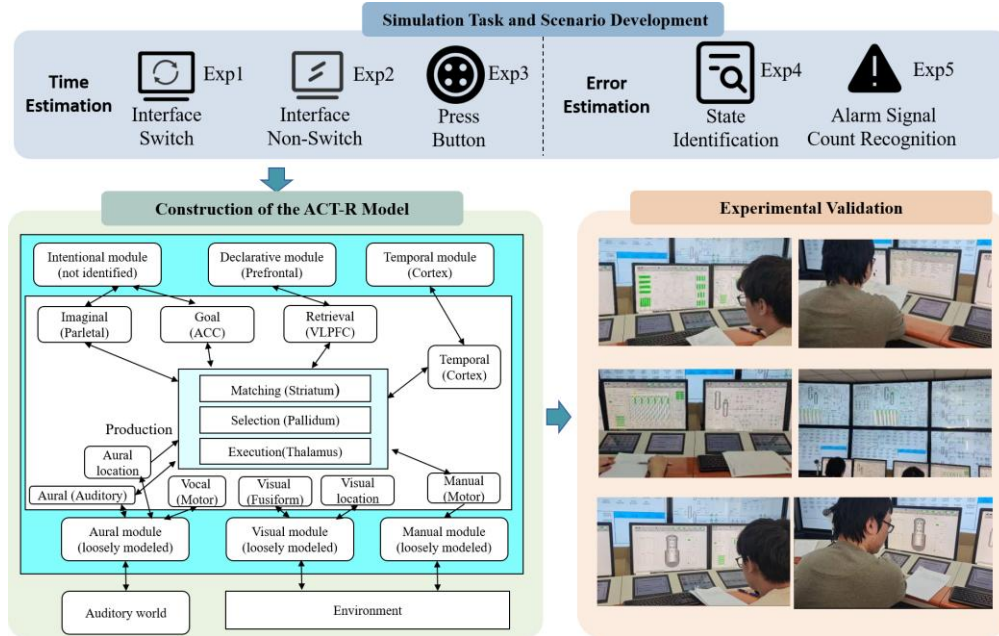 Simulation Task and Scenario Development
Time
Estimation
Exp1
Interface
Switch
Exp2
Interface
Non-Switch
Exp3
Press
Button
Error
Estimation
Exp4
State
Identification
Exp5
Alarm Signal
Count Recognition
Construction of the ACT-R Model
Intentional module
(not identified)
Declarative module
(Prefrontal)
Temporal module
(Cortex)
Imaginal
(Parletal)
Goal
(ACC)
Retrieval
(VLPFC)
Temporal
(Cortex)
Matching (Striatum)
Selection (Pallidum)
Execution(Thalamus)
Production
Aural
location
Aural (Auditory)
Vocal
(Motor)
Visual
(Fusiform)
Visual
location
Manual
(Motor)
Aural module
(loosely modeled)
Visual module
(loosely modeled)
Manual module
(loosely modeled)
Auditory world
Environment
Experimental Validation